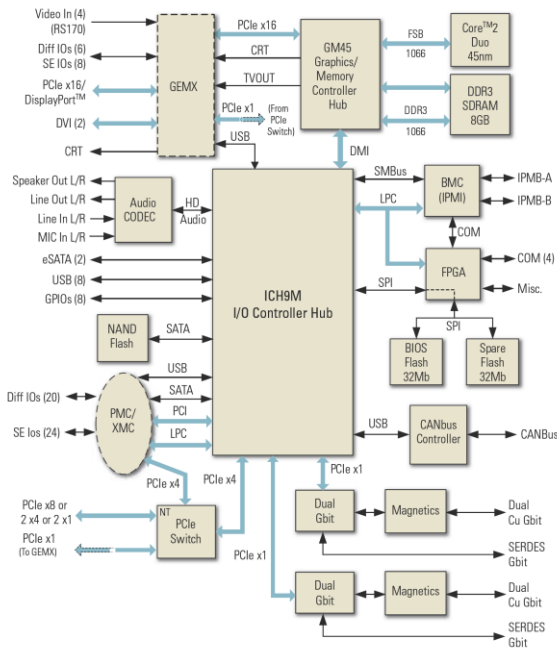 Video In (4)
(RS170)
Diff IOs (6)
SE IOs (8)
PCIe x16/
DisplayPort™
DVI (2)
CRT
GEMX
PCIe x16
CRT
TVOUT
PCIe x1
(From
PCIe
Switch)
USB
GM45
Graphics/
Memory
Controller
Hub
FSB
1066
Core™2
Duo
45nm
DDR3
1066
DDR3
SDRAM
8GB
DMI
Speaker Out L/R
Line Out L/R
Line In L/R
MIC In L/R
Audio
CODEC
HD
Audio
eSATA (2)
USB (8)
GPIOs (8)
ICH9M
I/O Controller Hub
SMBus
LPC
BMC
(IPMI)
IPMB-A
IPMB-B
COM
FPGA
COM (4)
Misc.
SPI
SPI
BIOS
Flash
32Mb
Spare
Flash
32Mb
NAND
Flash
SATA
USB
SATA
PCI
LPC
Diff IOs (20)
SE Ios (24)
PMC/
XMC
USB
CANbus
Controller
CANBus
PCIe x4
PCIe x4
PCIe x1
PCIe x8 or
2 x4 or 2 x1
PCIe x1
(To GEMX)
NT
PCIe
Switch
PCIe x1
Dual
Gbit
Magnetics
Dual
Cu Gbit
SERDES
Gbit
Dual
Gbit
Magnetics
Dual
Cu Gbit
SERDES
Gbit